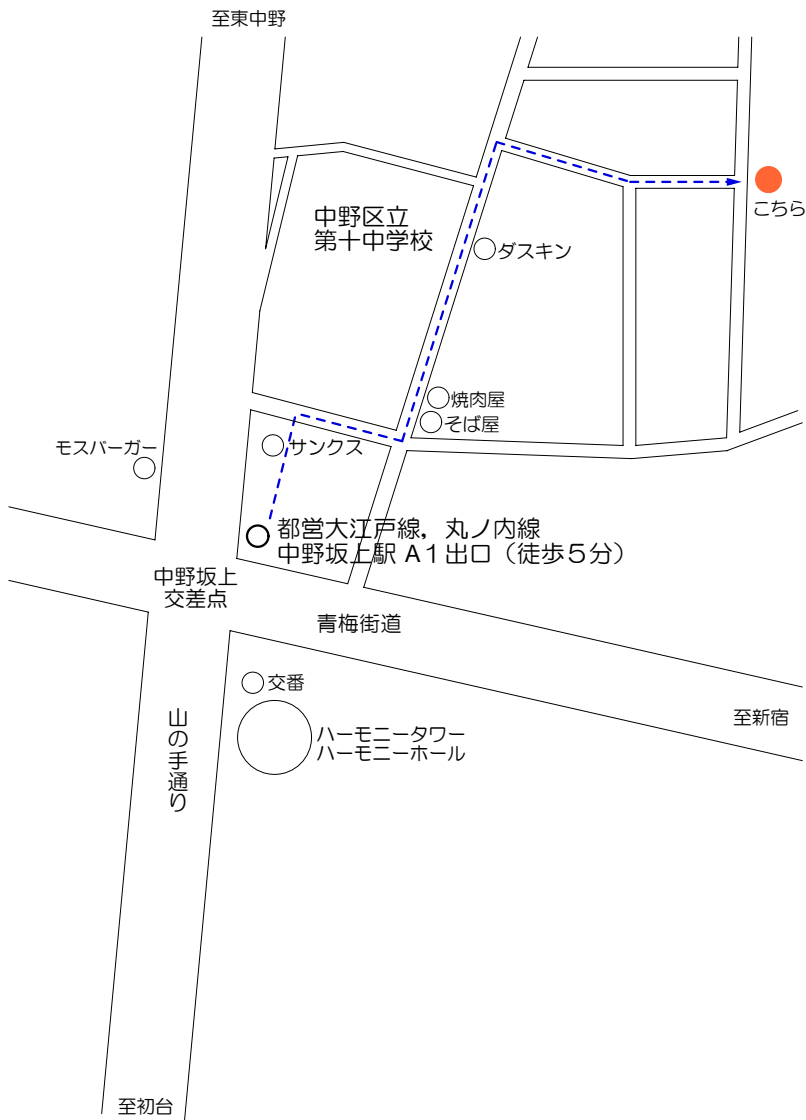 至東中野
中野区立
第十中学校
こちら
ダスキン
焼肉屋
そば屋
モスバーガー
サンクス
都営大江戸線，丸ノ内線
中野坂上駅 A１出口（徒歩５分）
中野坂上
交差点
青梅街道
交番
山の手通り
至新宿
ハーモニータワー
ハーモニーホール
至初台